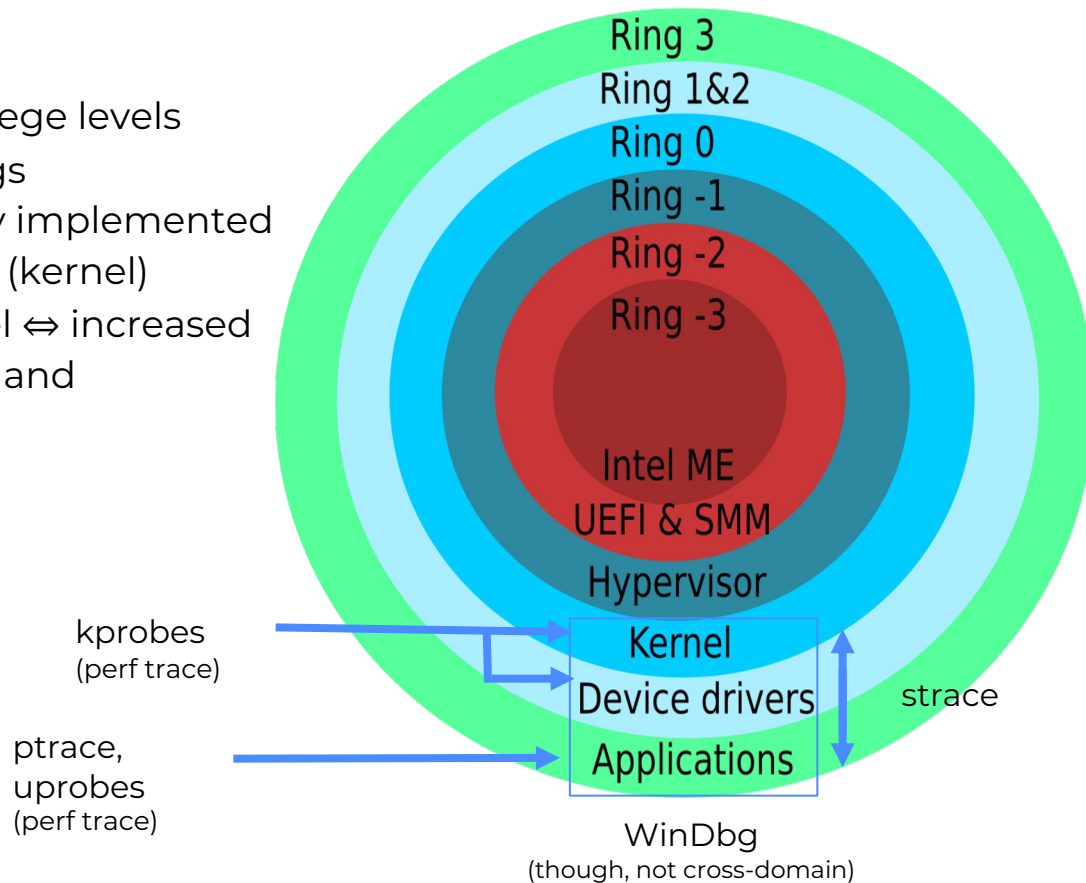 ege levels
gs
y implemented
(kernel)
el ⇔ increased
and
Ring 3
Ring 1&2
Ring 0
Ring -1
Ring -2
Ring -3
Intel ME
UEFI & SMM
Hypervisor
Kernel
Device drivers
Applications
kprobes
(perf trace)
ptrace,
uprobes
(perf trace)
strace
WinDbg
(though, not cross-domain)